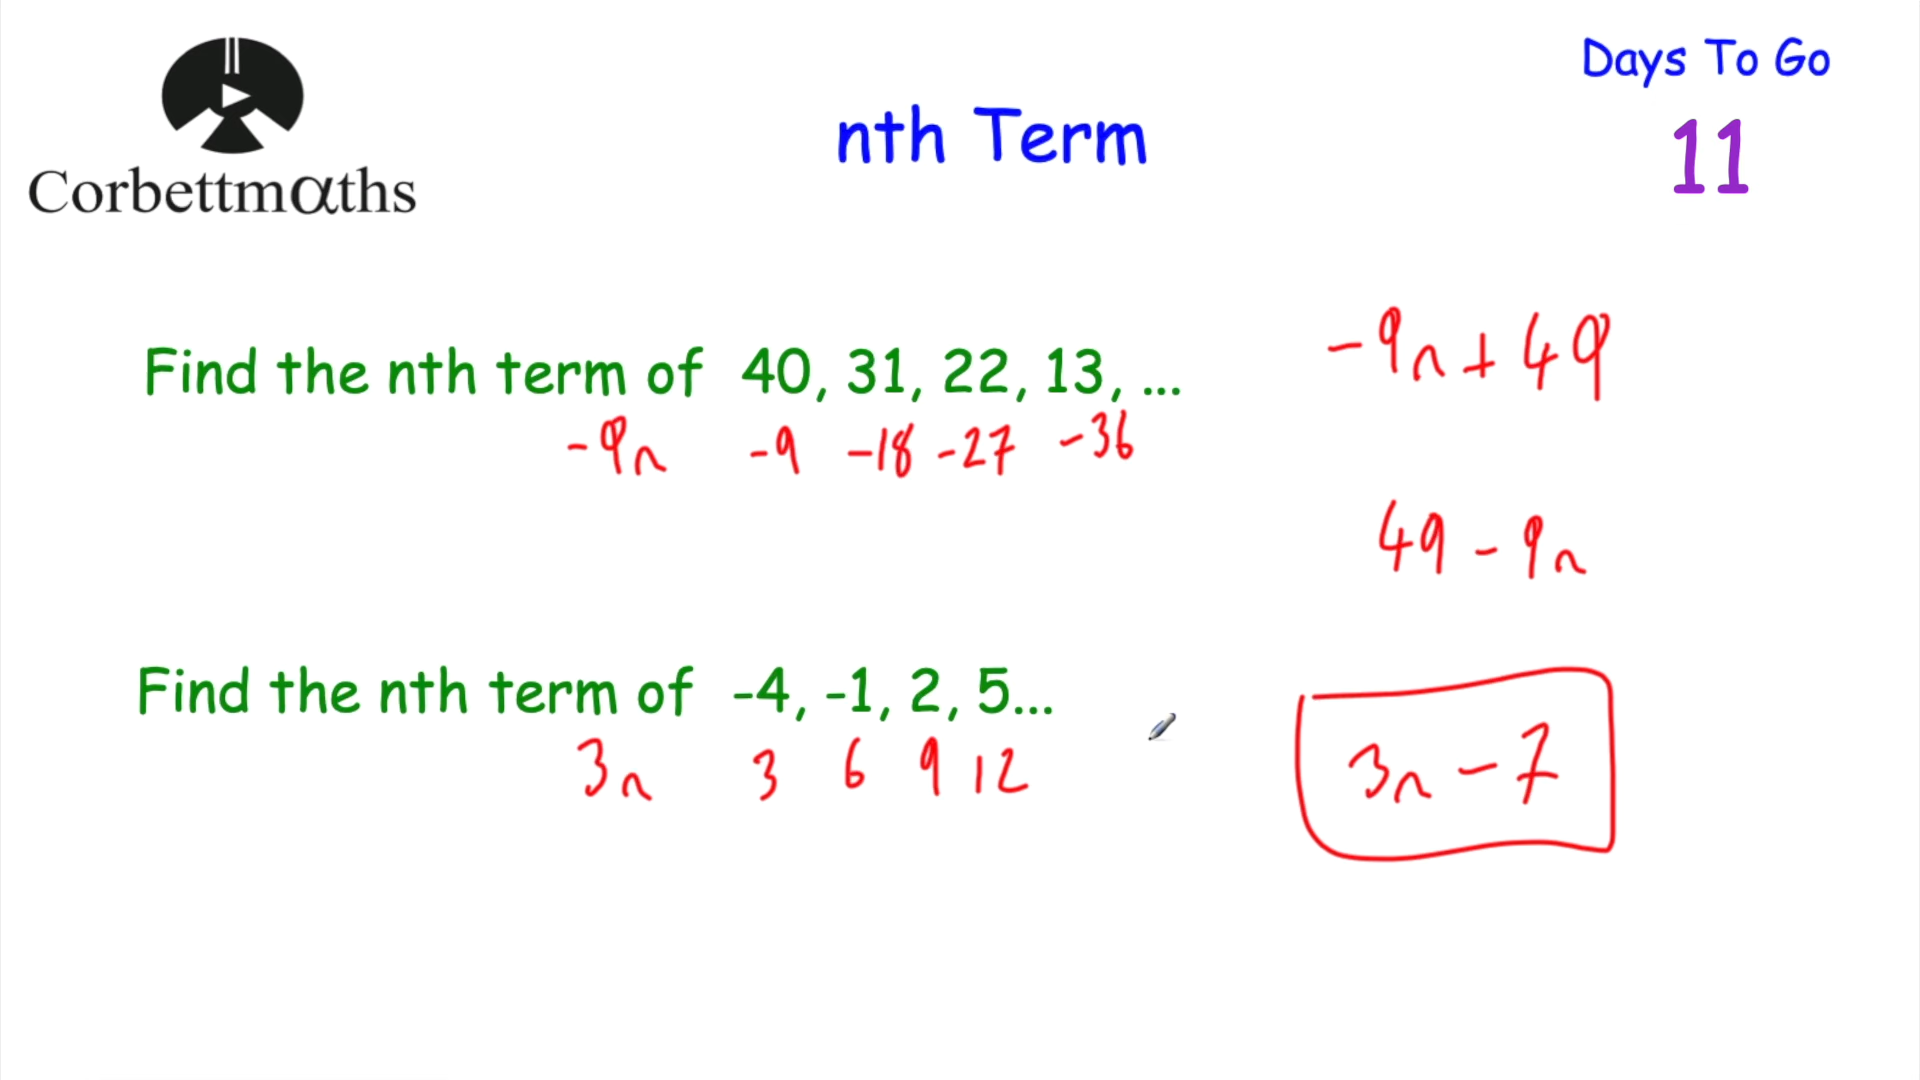 Days To Go
11
nth Term
Corbettmαths
Find the nth term of 40, 31, 22, 13, ...
-9n -9 -18 -27 -36
-9n + 49
49 - 9n
Find the nth term of -4, -1, 2, 5...
3n 3 6 9 12
3n - 7